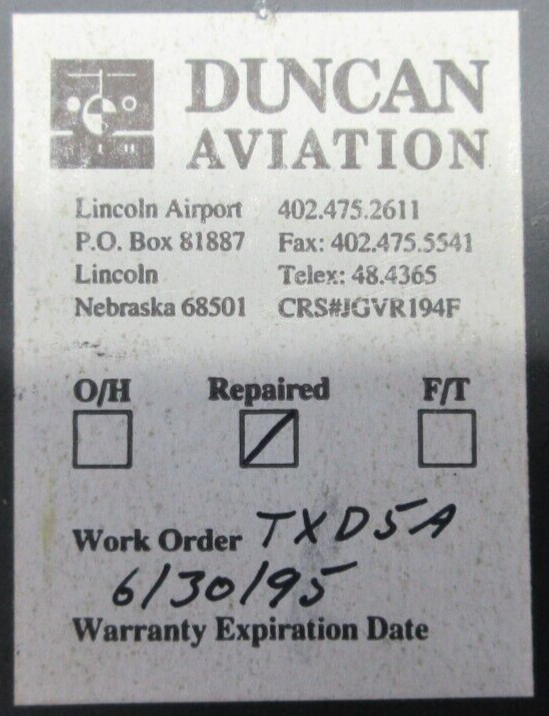 DUNCAN
AVIATION
Lincoln Airport 402.475.2611
P.O. Box 81887 Fax: 402.475.5541
Lincoln Telex: 48.4365
Nebraska 68501 CRS#JGVR194F
O/H Repaired F/T
Work Order TXD5A
6/30/95
Warranty Expiration Date